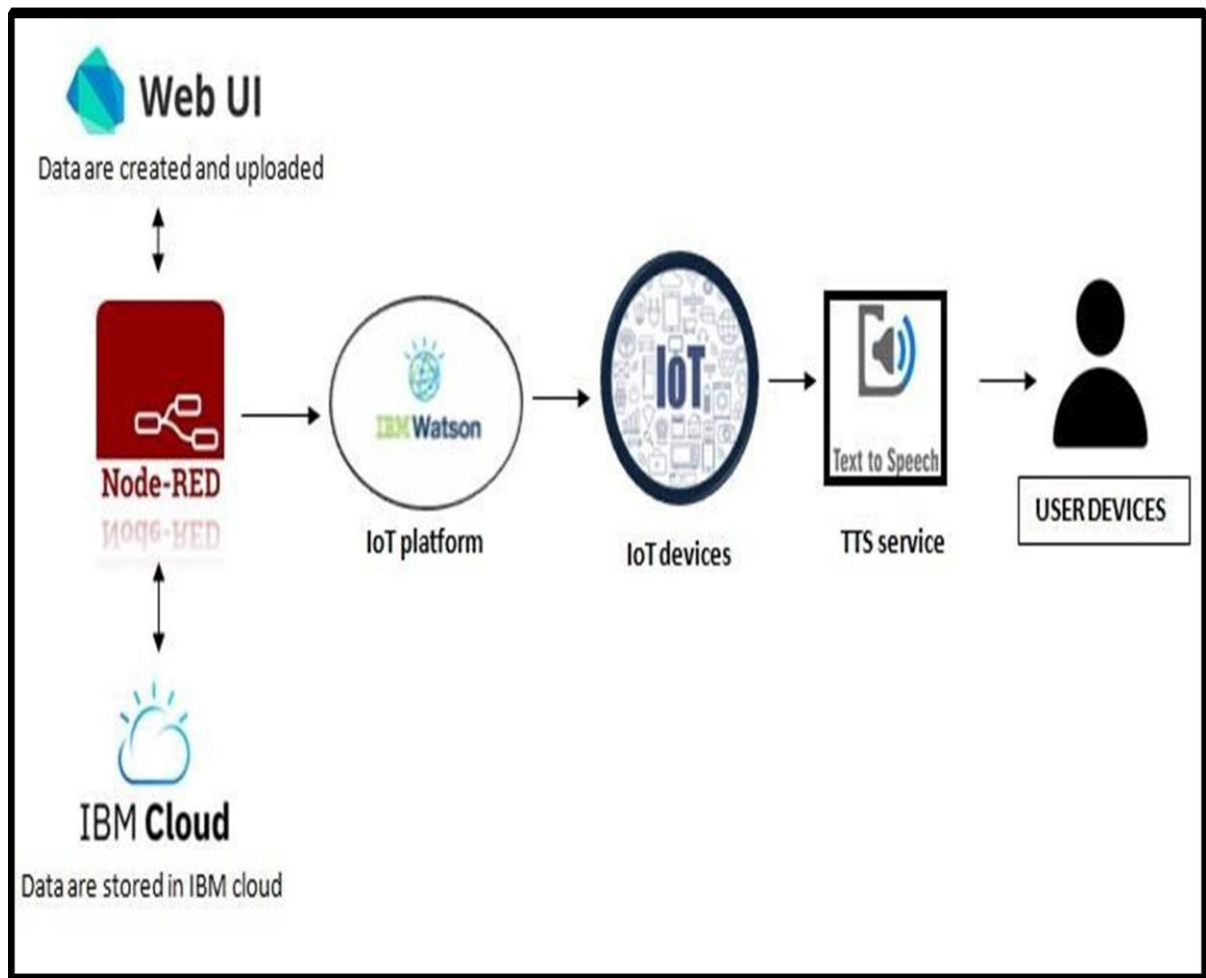 Web UI
Data are created and uploaded
Node-RED
Node-RED
IBM Watson
IoT platform
IoT
IoT devices
Text to Speech
TTS service
USER DEVICES
IBM Cloud
Data are stored in IBM cloud